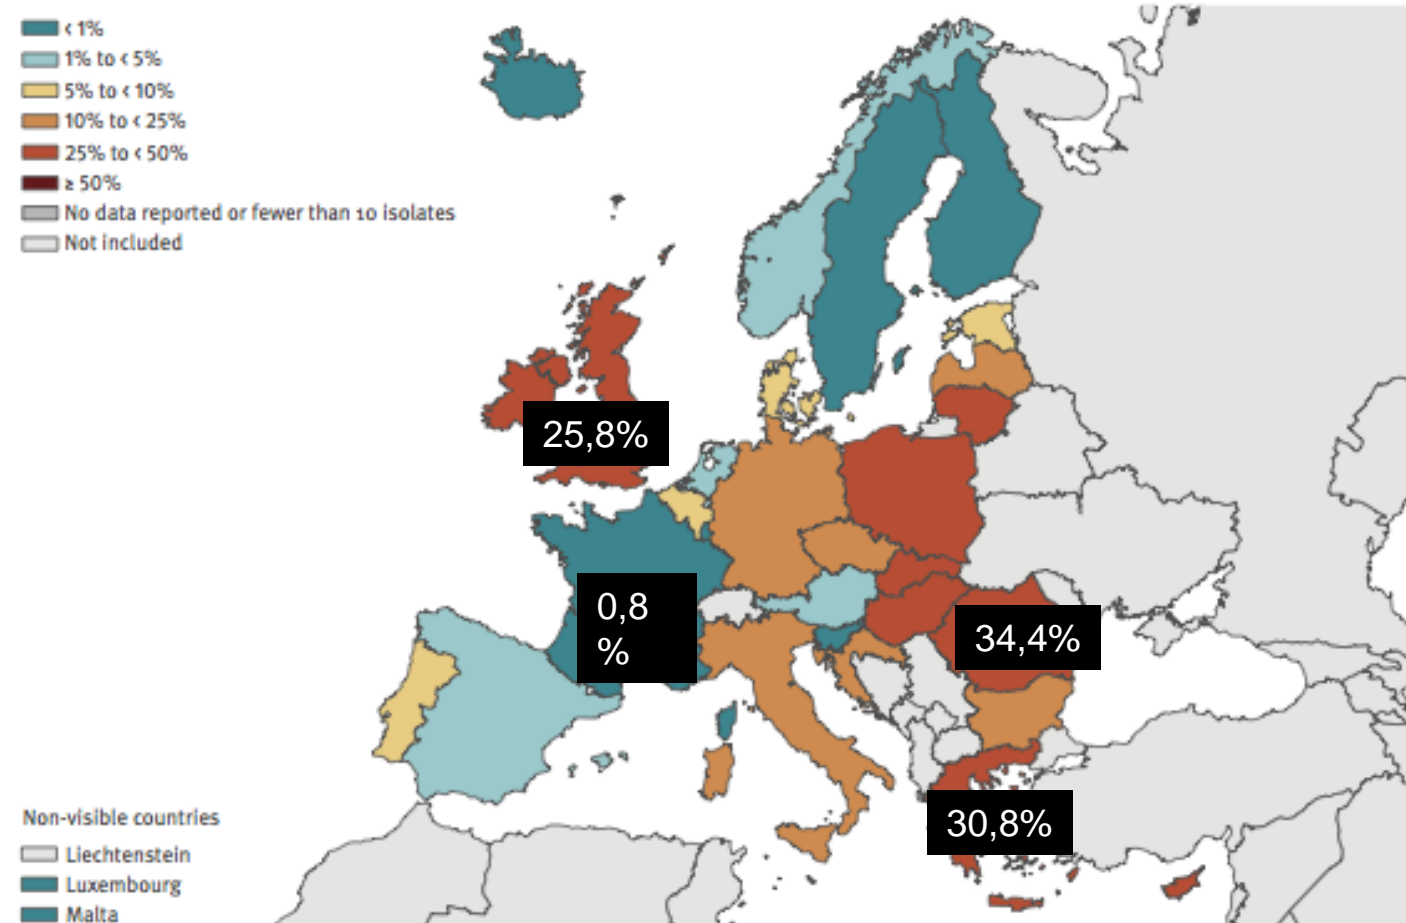 < 1%
1% to < 5%
5% to < 10%
10% to < 25%
25% to < 50%
≥ 50%
No data reported or fewer than 10 isolates
Not included
25,8%
0,8
%
34,4%
30,8%
Non-visible countries
Liechtenstein
Luxembourg
Malta